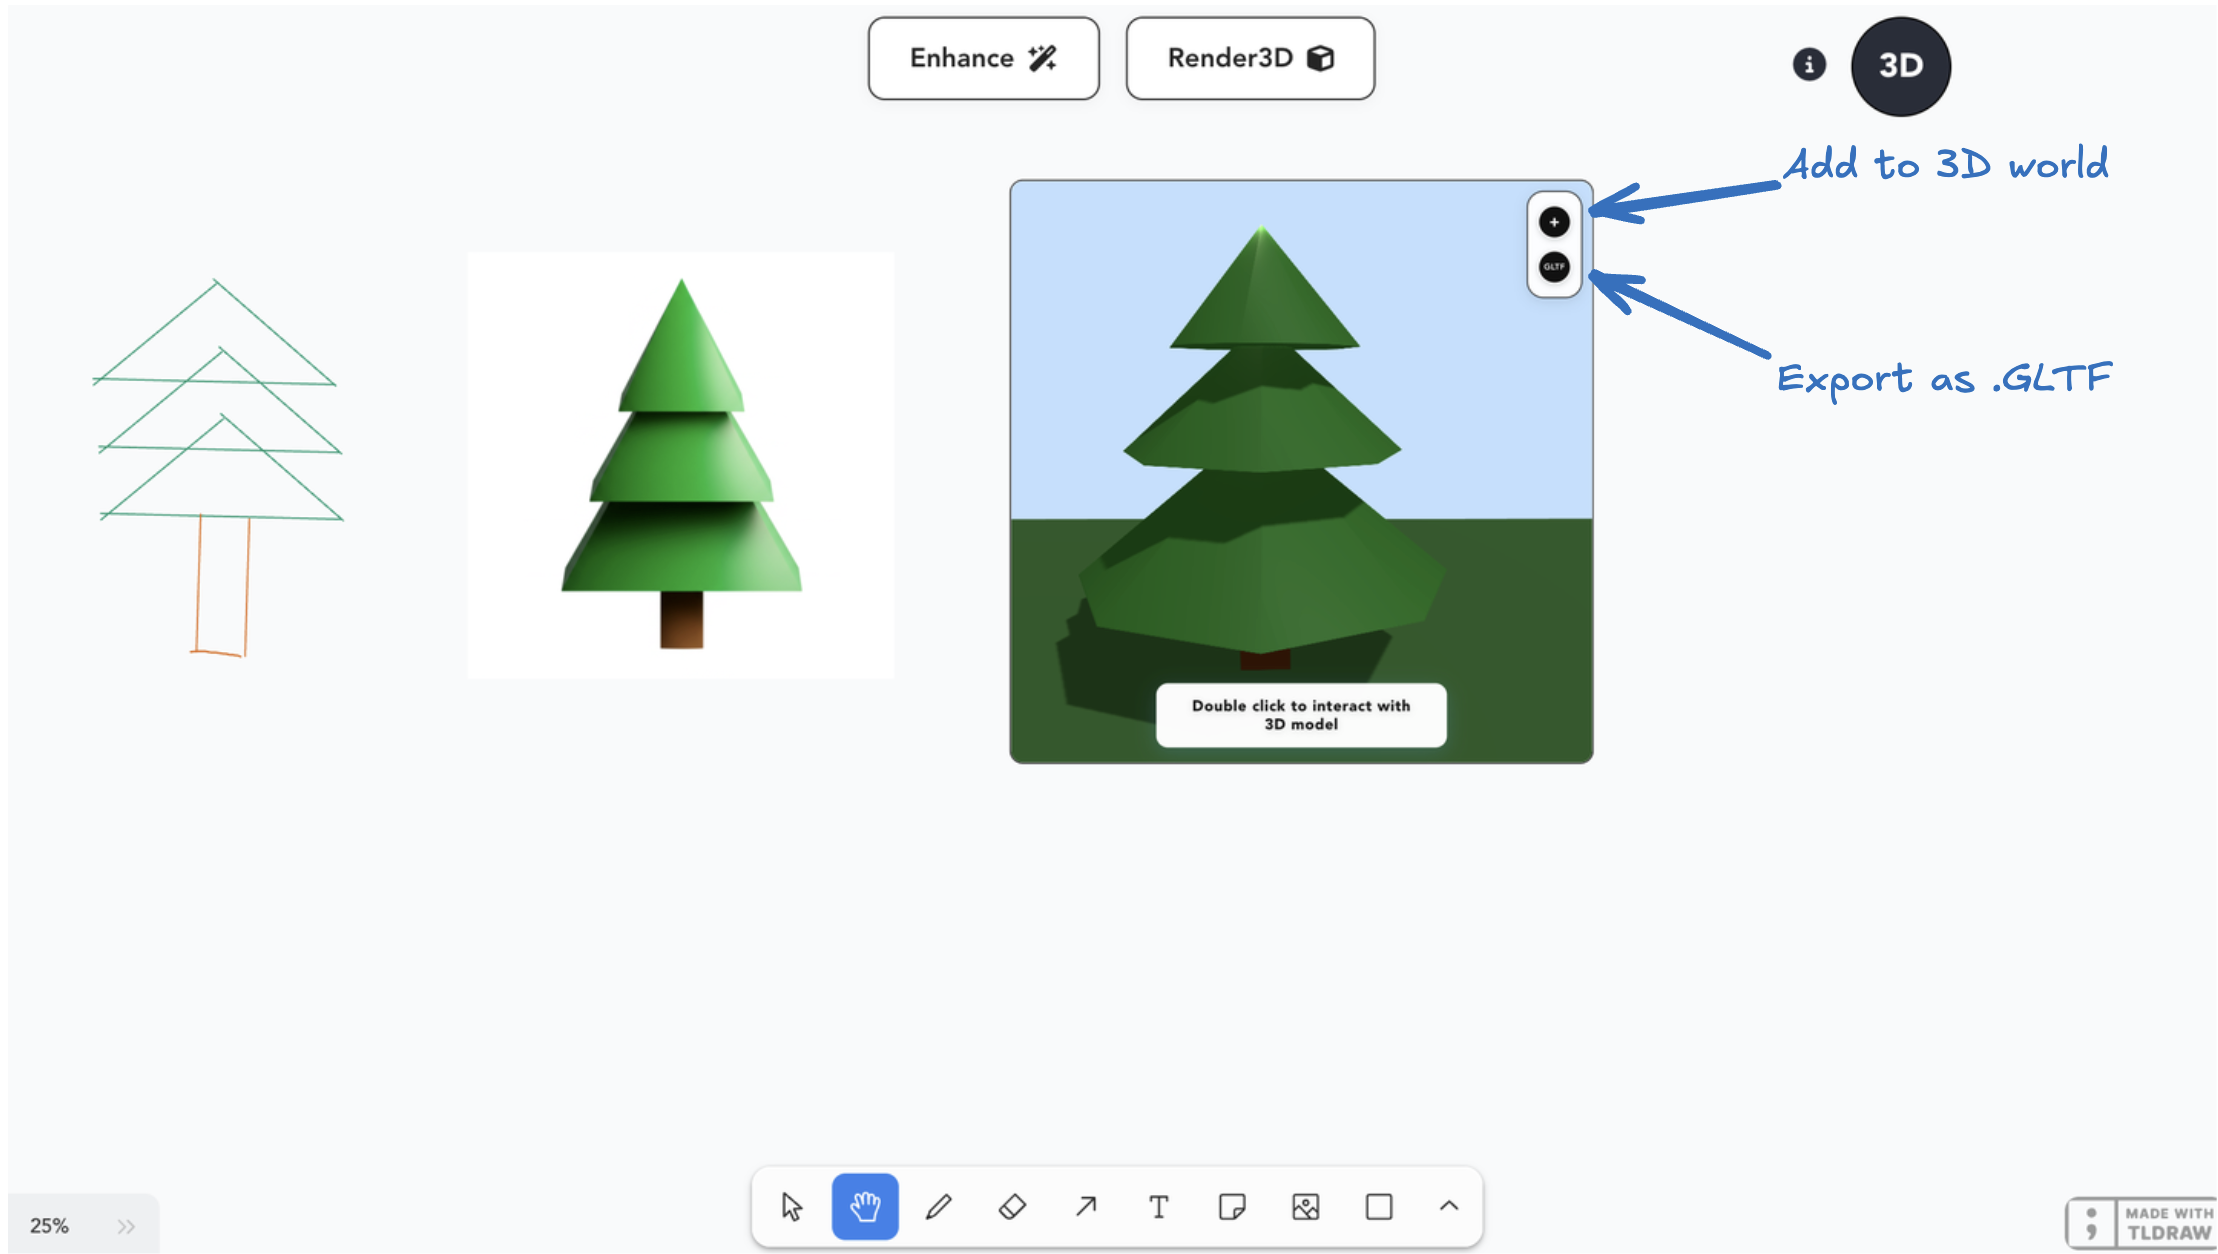 Enhance
Render3D
3D
Add to 3D world
+
GLTF
Export as .GLTF
Double click to interact with
3D model
25%
MADE WITH
TLDRAW